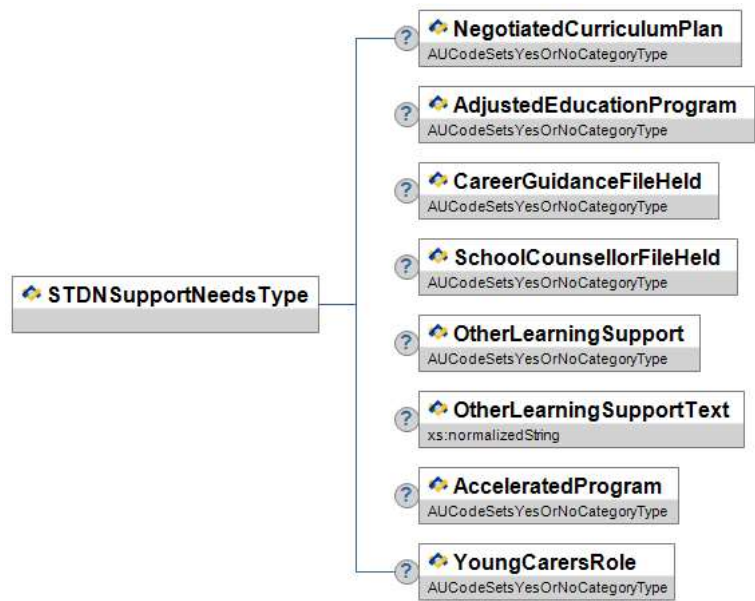 ?
NegotiatedCurriculumPlan
AUCodeSetsYesOrNoCategoryType
?
AdjustedEducationProgram
AUCodeSetsYesOrNoCategoryType
?
CareerGuidanceFileHeld
AUCodeSetsYesOrNoCategoryType
?
SchoolCounsellorFileHeld
AUCodeSetsYesOrNoCategoryType
STDNSupportNeedsType
?
OtherLearningSupport
AUCodeSetsYesOrNoCategoryType
?
OtherLearningSupportText
xs:normalizedString
?
AcceleratedProgram
AUCodeSetsYesOrNoCategoryType
?
YoungCarersRole
AUCodeSetsYesOrNoCategoryType